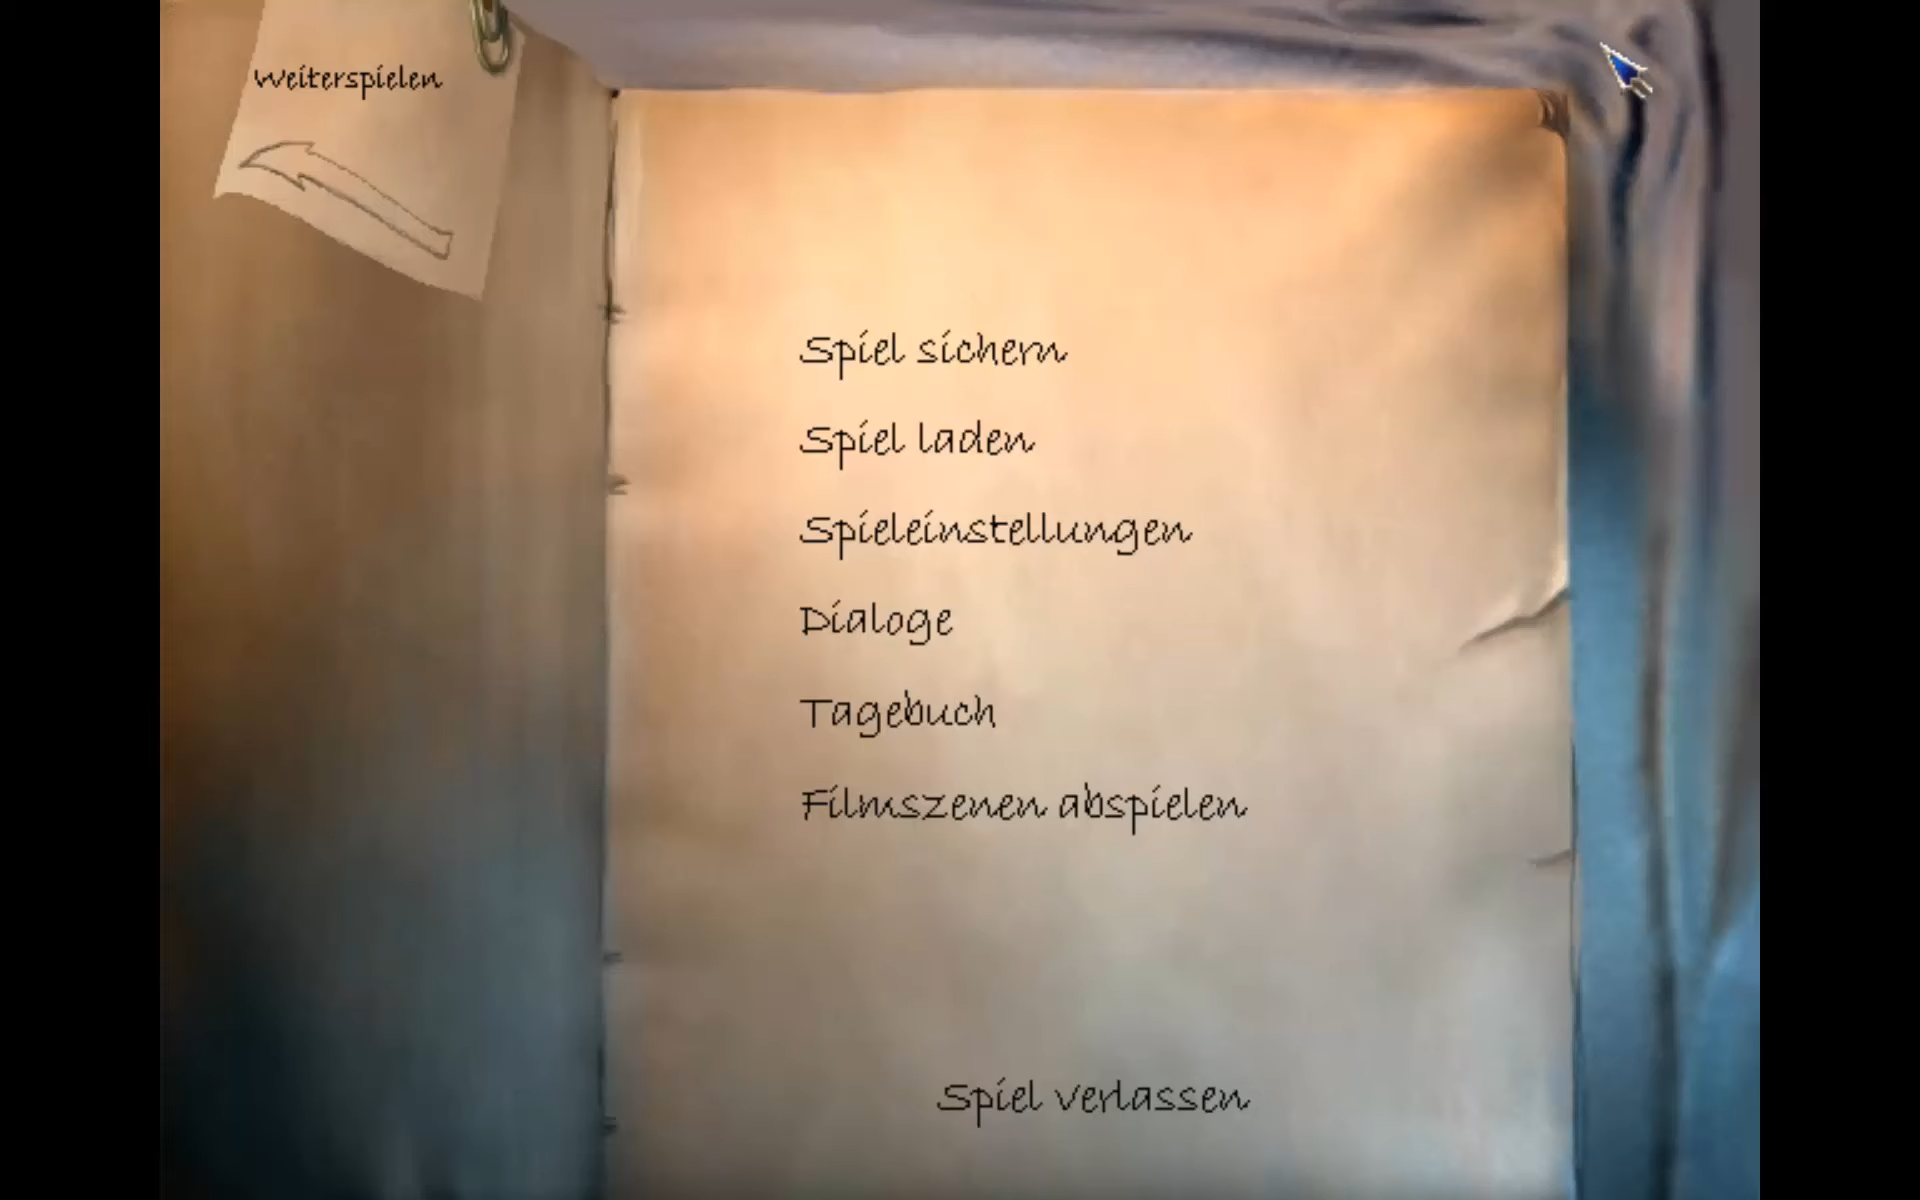 Weiterspielen
Spiel sichern
Spiel laden
Spieleinstellungen
Dialoge
Tagebuch
Filmszenen abspielen
Spiel verlassen